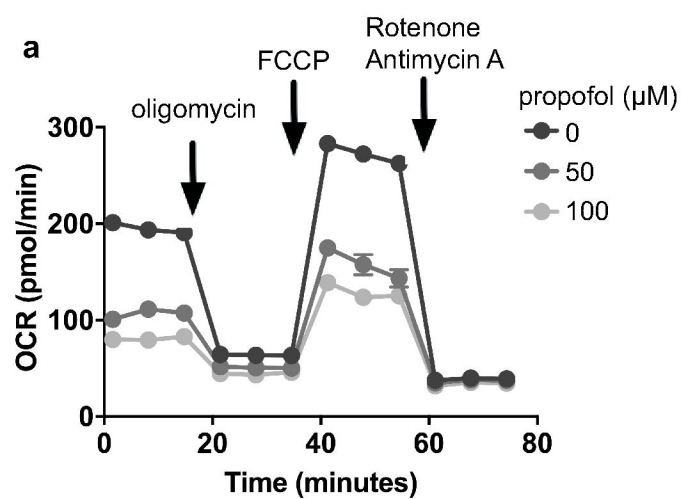 a
oligomycin
FCCP
Rotenone
Antimycin A
propofol (µM)
0
50
100
300
200
100
0
OCR (pmol/min)
0 20 40 60 80
Time (minutes)